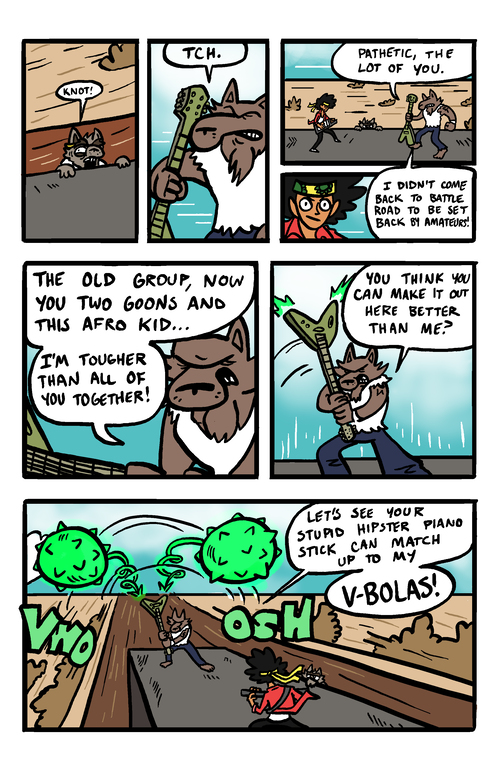 KNOT!
TCH.
PATHETIC, THE
LOT OF YOU.
I DIDN'T COME
BACK TO BATTLE
ROAD TO BE SET
BACK BY AMATEURS!
THE OLD GROUP, NOW
YOU TWO GOONS AND
THIS AFRO KID...
I'M TOUGHER
THAN ALL OF
YOU TOGETHER!
YOU THINK YOU
CAN MAKE IT OUT
HERE BETTER
THAN ME?
LET'S SEE YOUR
STUPID HIPSTER PIANO
STICK CAN MATCH
UP TO MY
V-BOLAS!
VWOOSH